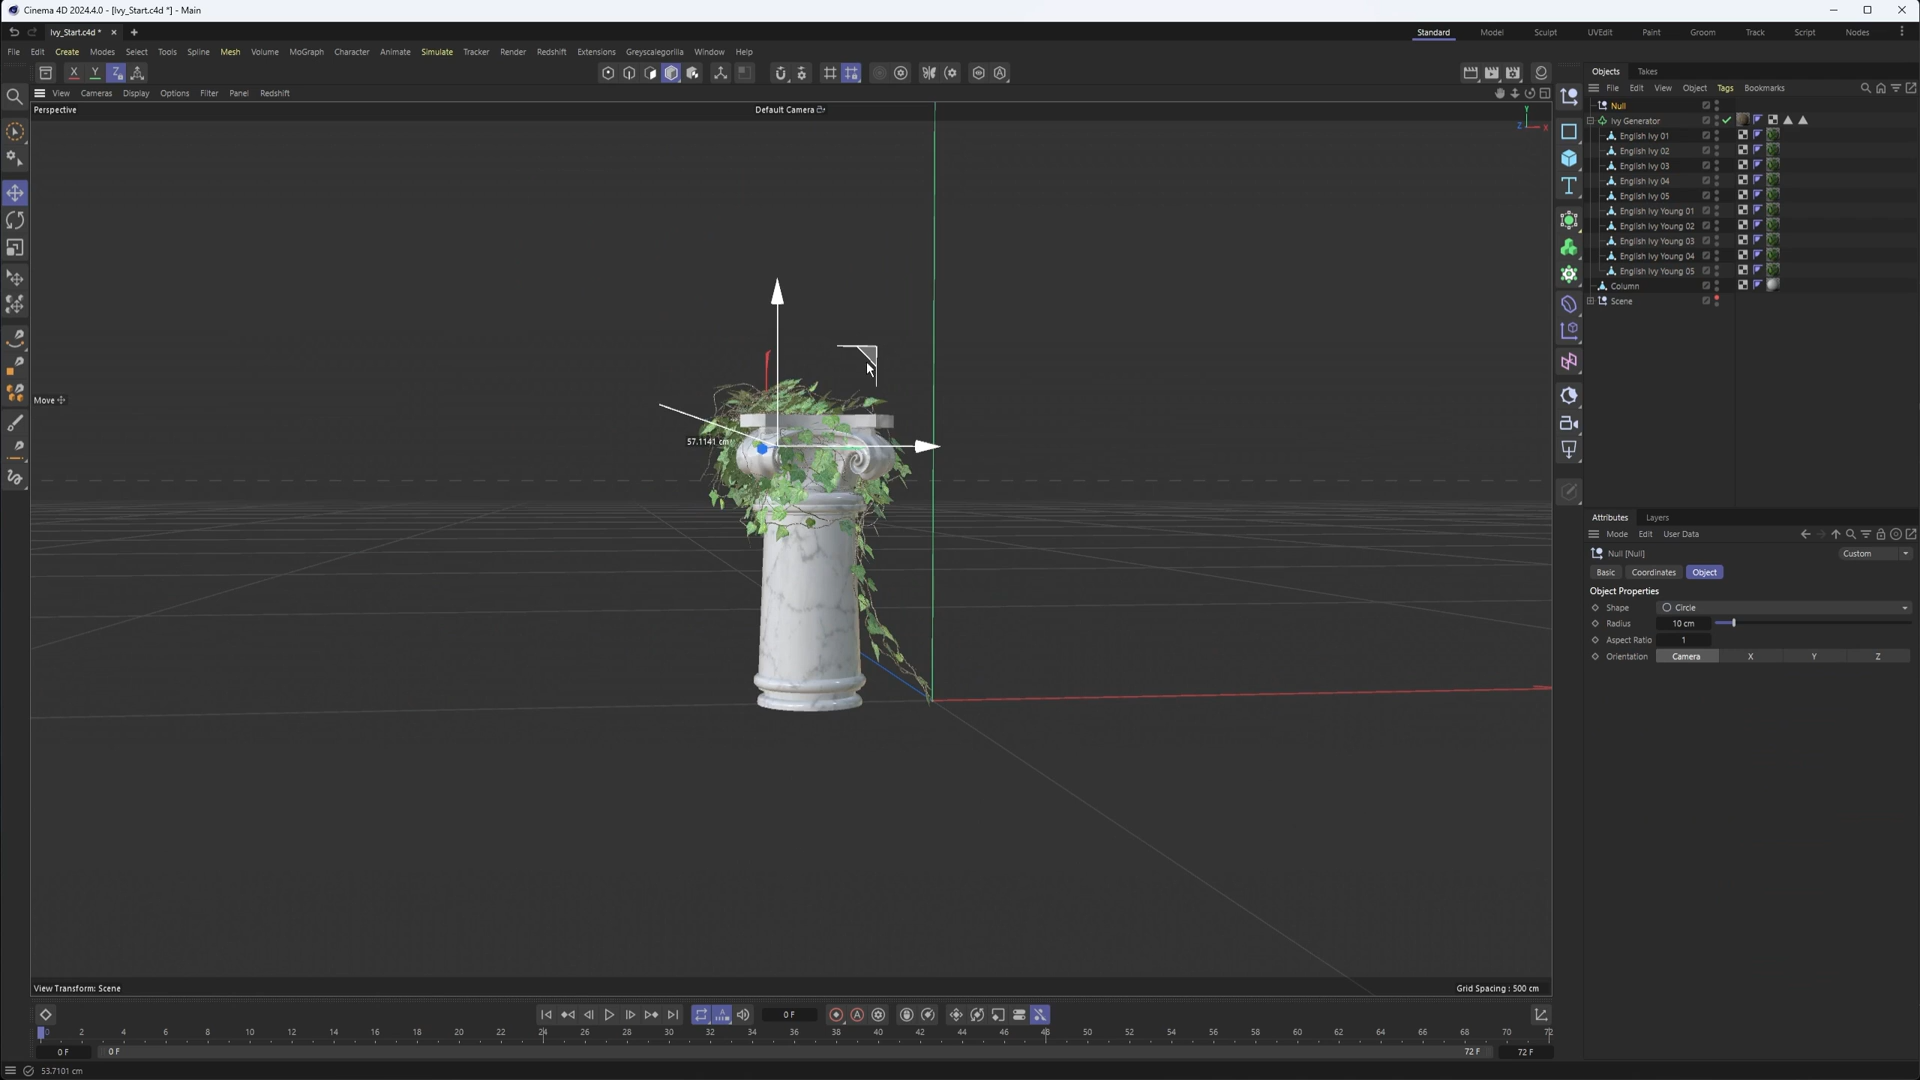 Cinema 4D 2024.4.0 - [Ivy_Start.c4d *] - Main
Ivy_Start.c4d *
Standard Model Sculpt UVEdit Paint Groom Track Script Nodes
File Edit Create Modes Select Tools Spline Mesh Volume MoGraph Character Animate Simulate Tracker Render Redshift Extensions Greyscalegorilla Window Help
X Y Z
Objects Takes
File Edit View Object Tags Bookmarks
View Cameras Display Options Filter Panel Redshift
Perspective
Default Camera
Y
Z X
Null
Ivy Generator
English Ivy 01
English Ivy 02
English Ivy 03
English Ivy 04
English Ivy 05
English Ivy Young 01
English Ivy Young 02
English Ivy Young 03
English Ivy Young 04
English Ivy Young 05
Column
Scene
Move
57.1141 cm
Attributes Layers
Mode Edit User Data
Null [Null]
Custom
Basic Coordinates Object
Object Properties
Shape Circle
Radius 10 cm
Aspect Ratio 1
Orientation Camera X Y Z
View Transform: Scene
Grid Spacing : 500 cm
0 F
0 2 4 6 8 10 12 14 16 18 20 22 24 26 28 30 32 34 36 38 40 42 44 46 48 50 52 54 56 58 60 62 64 66 68 70 72
0 F 0 F 72 F 72 F
53.7101 cm